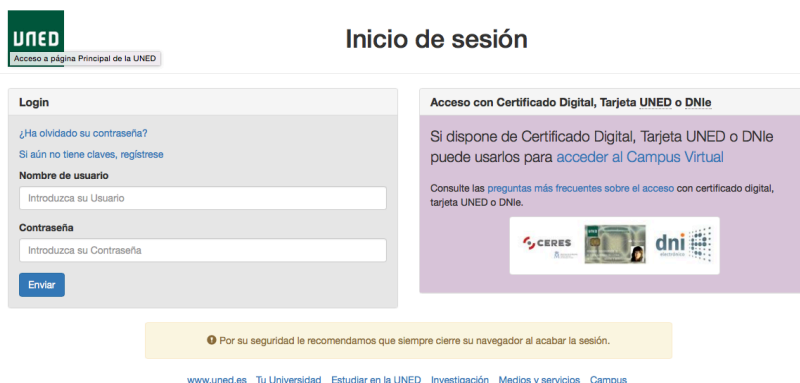 UNED
Inicio de sesión
Acceso a página Principal de la UNED
Login
¿Ha olvidado su contraseña?
Si aún no tiene claves, regístrese
Nombre de usuario
Introduzca su Usuario
Contraseña
Introduzca su Contraseña
Enviar
Acceso con Certificado Digital, Tarjeta UNED o DNIe
Si dispone de Certificado Digital, Tarjeta UNED o DNIe
puede usarlos para acceder al Campus Virtual
Consulte las preguntas más frecuentes sobre el acceso con certificado digital,
tarjeta UNED o DNIe.
CERES
UNED
dni
electrónico
Por su seguridad le recomendamos que siempre cierre su navegador al acabar la sesión.
www.uned.es Tu Universidad Estudiar en la UNED Investigación Medios y servicios Campus